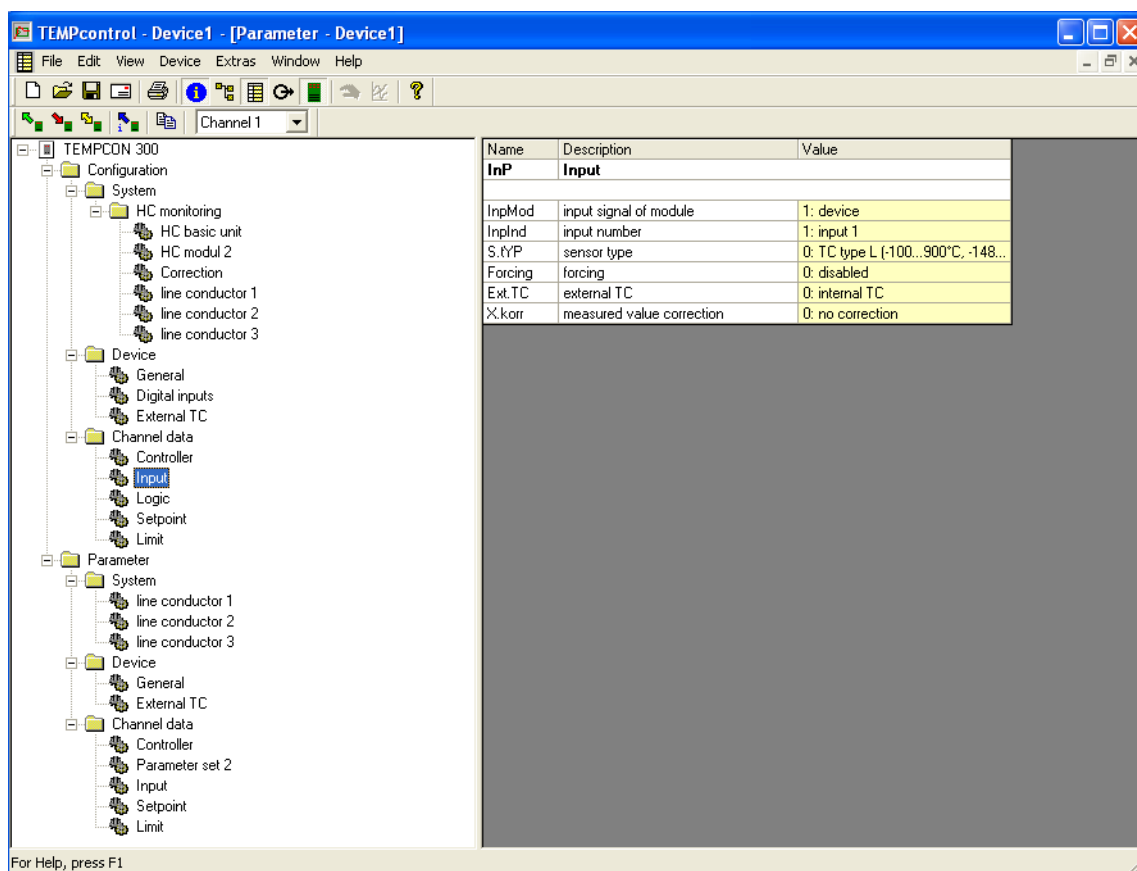 TEMPcontrol - Device1 - [Parameter - Device1]
File Edit View Device Extras Window Help
Channel 1
TEMPCON 300
Configuration
System
HC monitoring
HC basic unit
HC modul 2
Correction
line conductor 1
line conductor 2
line conductor 3
Device
General
Digital inputs
External TC
Channel data
Controller
Input
Logic
Setpoint
Limit
Parameter
System
line conductor 1
line conductor 2
line conductor 3
Device
General
External TC
Channel data
Controller
Parameter set 2
Input
Setpoint
Limit
Name Description Value
InP Input
InpMod input signal of module 1: device
InpInd input number 1: input 1
S.tYP sensor type 0: TC type L (-100...900°C, -148...
Forcing forcing 0: disabled
Ext.TC external TC 0: internal TC
X.korr measured value correction 0: no correction
For Help, press F1